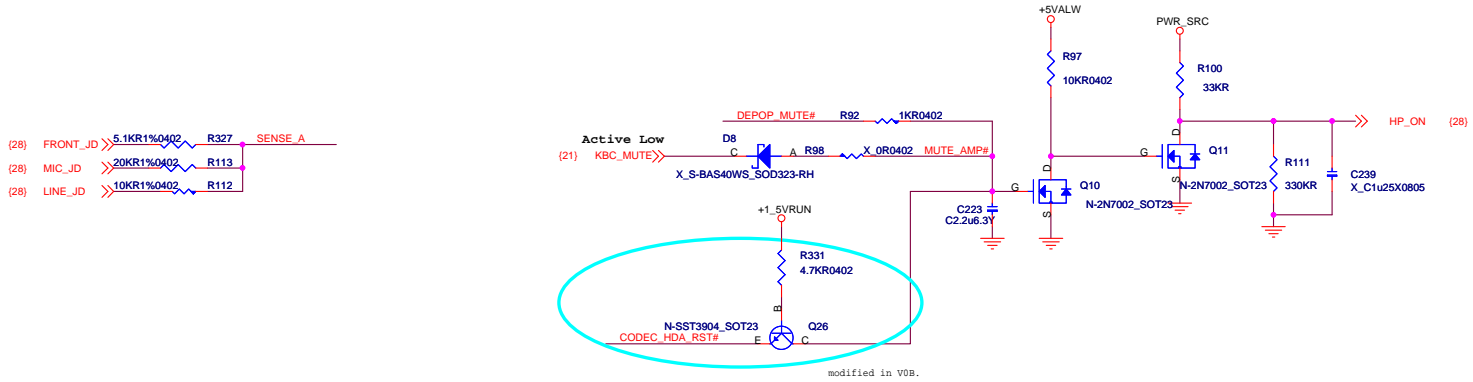 +5VALW
PWR_SRC
R97
10KR0402
R100
33KR
DEPOP_MUTE#
R92
1KR0402
HP_ON
{28}
Active Low
{28}
FRONT_JD
5.1KR1%0402
R327
SENSE_A
{21}
KBC_MUTE
D8
C
A
R98
X_0R0402
MUTE_AMP#
X_S-BAS40WS_SOD323-RH
{28}
MIC_JD
20KR1%0402
R113
{28}
LINE_JD
10KR1%0402
R112
D
G
S
Q11
N-2N7002_SOT23
R111
330KR
C239
X_C1u25X0805
D
G
S
Q10
N-2N7002_SOT23
C223
C2.2u6.3Y
+1_5VRUN
R331
4.7KR0402
B
N-SST3904_SOT23
Q26
CODEC_HDA_RST#
E
C
modified in V0B.